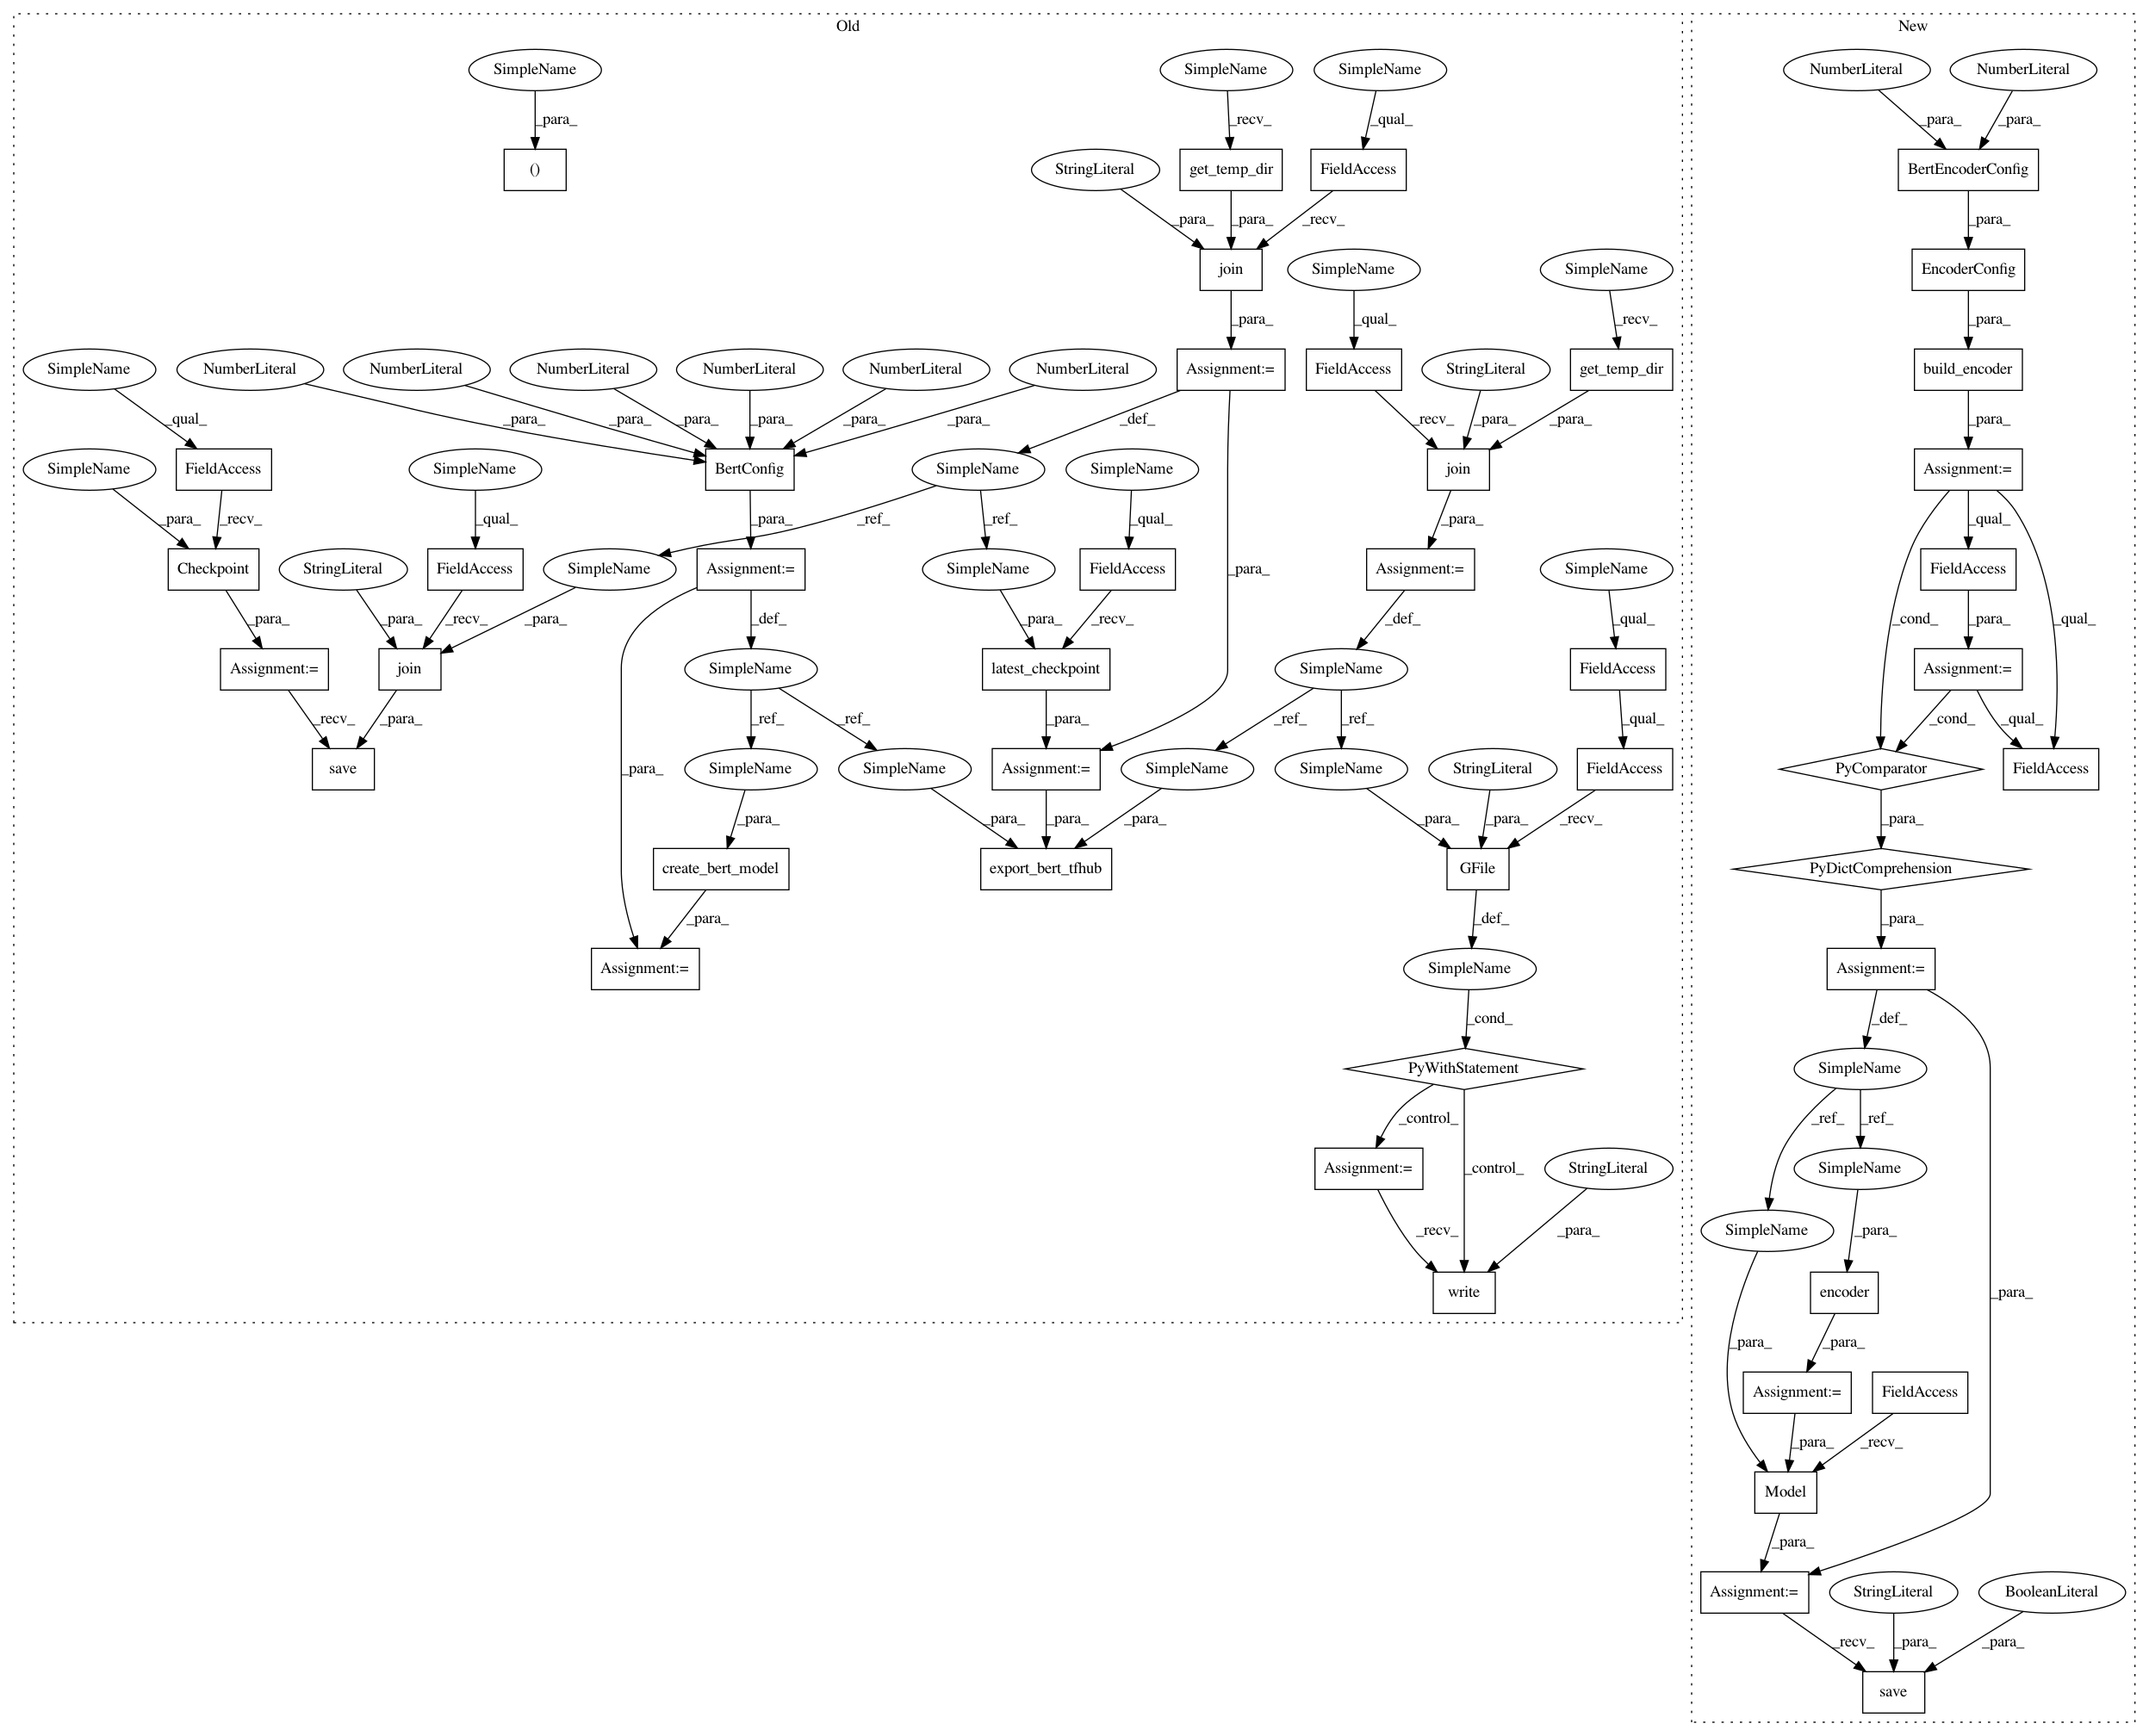 Old New
SimpleName SimpleName SimpleName NumberLiteral NumberLiteral
_para_ _recv_ _qual_ _para_ _para_
() StringLiteral get_temp_dir FieldAccess BertEncoderConfig
_para_ _para_ _recv_ _para_
join SimpleName SimpleName EncoderConfig
_para_ _qual_ _recv_ _para_
SimpleName NumberLiteral NumberLiteral NumberLiteral NumberLiteral NumberLiteral NumberLiteral Assignment:= FieldAccess StringLiteral get_temp_dir build_encoder
_qual_ _para_ _para_ _para_ _para_ _para_ _para_ _def_ _recv_ _para_ _para_ _para_
SimpleName FieldAccess SimpleName BertConfig SimpleName SimpleName join Assignment:=
_para_ _recv_ _qual_ _para_ _ref_ _ref_ _qual_ _para_ _qual_
Checkpoint StringLiteral FieldAccess SimpleName Assignment:= SimpleName FieldAccess _para_ Assignment:= SimpleName FieldAccess
_para_ _para_ _recv_ _para_ _def_ _para_ _recv_ _def_ _qual_ _cond_ _para_ _qual_
Assignment:= join SimpleName latest_checkpoint SimpleName FieldAccess Assignment:=
_recv_ _para_ _ref_ _ref_ _para_ _ref_ _ref_ _qual_ _cond_ _qual_
save _para_ SimpleName SimpleName Assignment:= SimpleName SimpleName StringLiteral FieldAccess PyComparator FieldAccess
_para_ _para_ _para_ _para_ _para_ _para_ _recv_ _para_
create_bert_model export_bert_tfhub GFile PyDictComprehension
_para_ _def_ _para_
Assignment:= SimpleName Assignment:=
_cond_ _def_
PyWithStatement SimpleName
_control_ _ref_ _ref_
Assignment:= _control_ StringLiteral SimpleName
_recv_ _para_ SimpleName _para_
write encoder _para_
_para_ _para_
Assignment:= FieldAccess
_para_ _recv_
Model
_para_
Assignment:= StringLiteral BooleanLiteral
_recv_ _para_ _para_
save